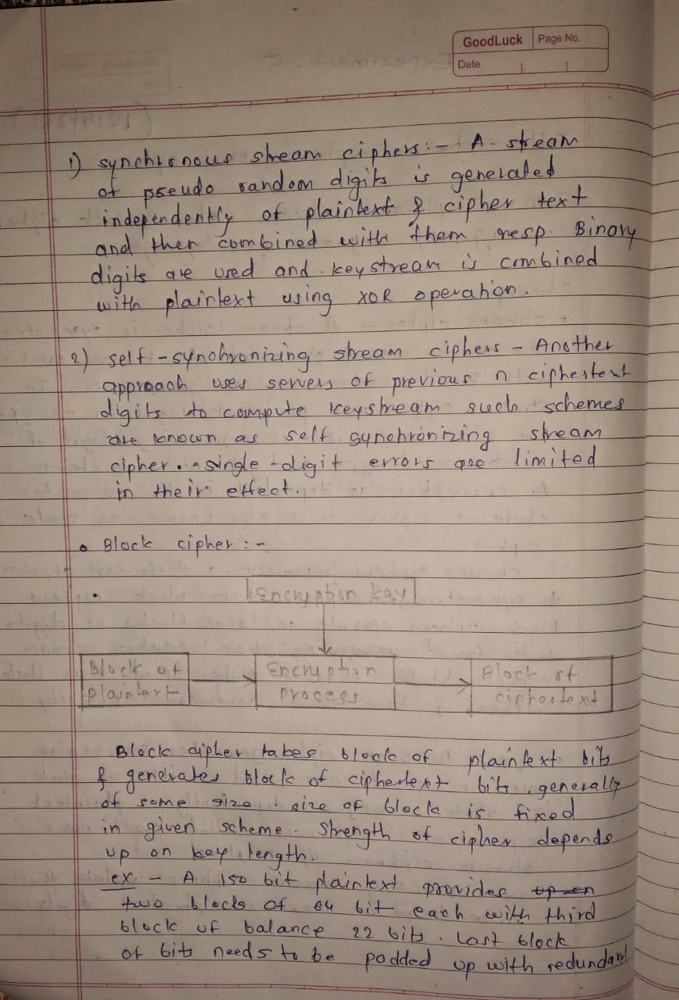 GoodLuck Page No.
Date
1) synchronous stream ciphers :- A stream
of pseudo random digits is generated
independently of plaintext & cipher text
and then combined with them resp. Binary
digits are used and keystream is combined
with plaintext using XOR operation.
2) self-synchronizing stream ciphers - Another
approach uses servers of previous n ciphertext
digits to compute keystream such schemes
are known as self synchronizing stream
cipher. single-digit errors are limited
in their effect.
• Block cipher :-
Encryption key
Block of Encryption Block of
plaintext process ciphertext
Block cipher takes block of plaintext bits
& generates block of ciphertext bits, generally
of some size. size of block is fixed
in given scheme. Strength of cipher depends
up on key length.
ex - A 150 bit plaintext provides up on
two blocks of 64 bit each with third
block of balance 22 bits. Last block
of bits needs to be padded up with redundant